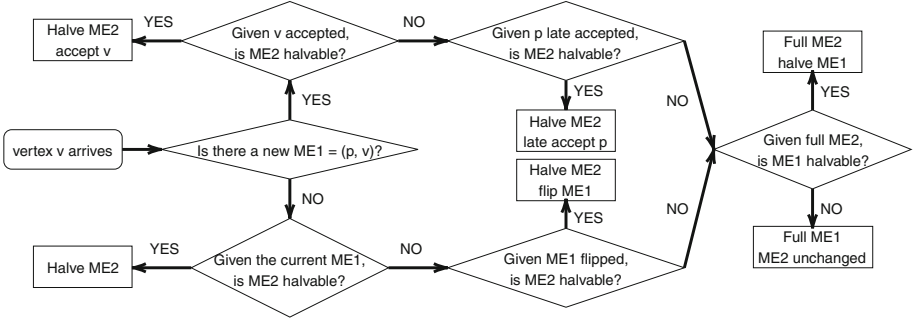 Halve ME2
accept v
YES
Given v accepted,
is ME2 halvable?
NO
Given p late accepted,
is ME2 halvable?
Full ME2
halve ME1
YES
YES
NO
YES
Halve ME2
late accept p
vertex v arrives
Is there a new ME1 = (p, v)?
Given full ME2,
is ME1 halvable?
Halve ME2
flip ME1
NO
YES
NO
NO
Halve ME2
YES
Given the current ME1,
is ME2 halvable?
NO
Given ME1 flipped,
is ME2 halvable?
Full ME1
ME2 unchanged